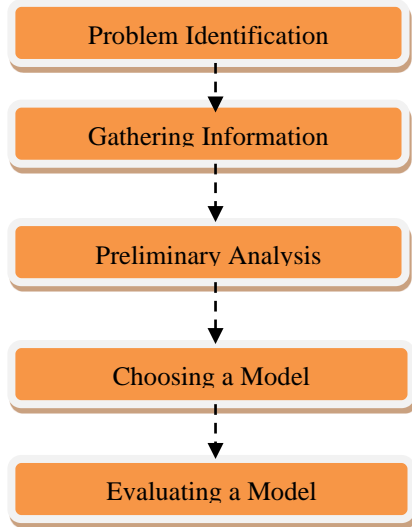 Problem Identification
Gathering Information
Preliminary Analysis
Choosing a Model
Evaluating a Model